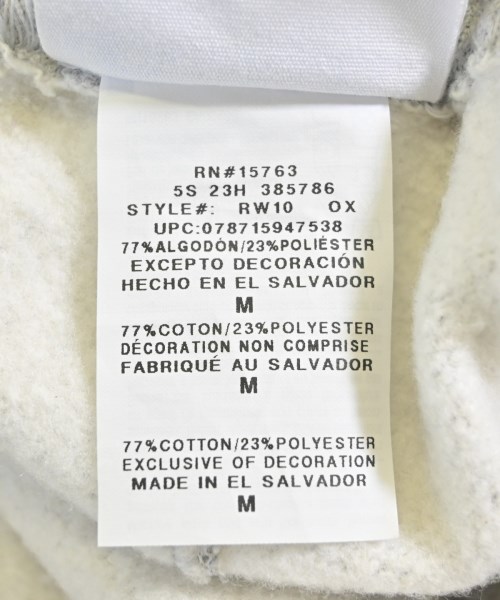 RN#15763
5S 23H 385786
STYLE#: RW10 OX
UPC:078715947538
77%ALGODÓN/23%POLIÉSTER
EXCEPTO DECORACIÓN
HECHO EN EL SALVADOR
M
77%COTON/23%POLYESTER
DÉCORATION NON COMPRISE
FABRIQUÉ AU SALVADOR
M
77%COTTON/23%POLYESTER
EXCLUSIVE OF DECORATION
MADE IN EL SALVADOR
M